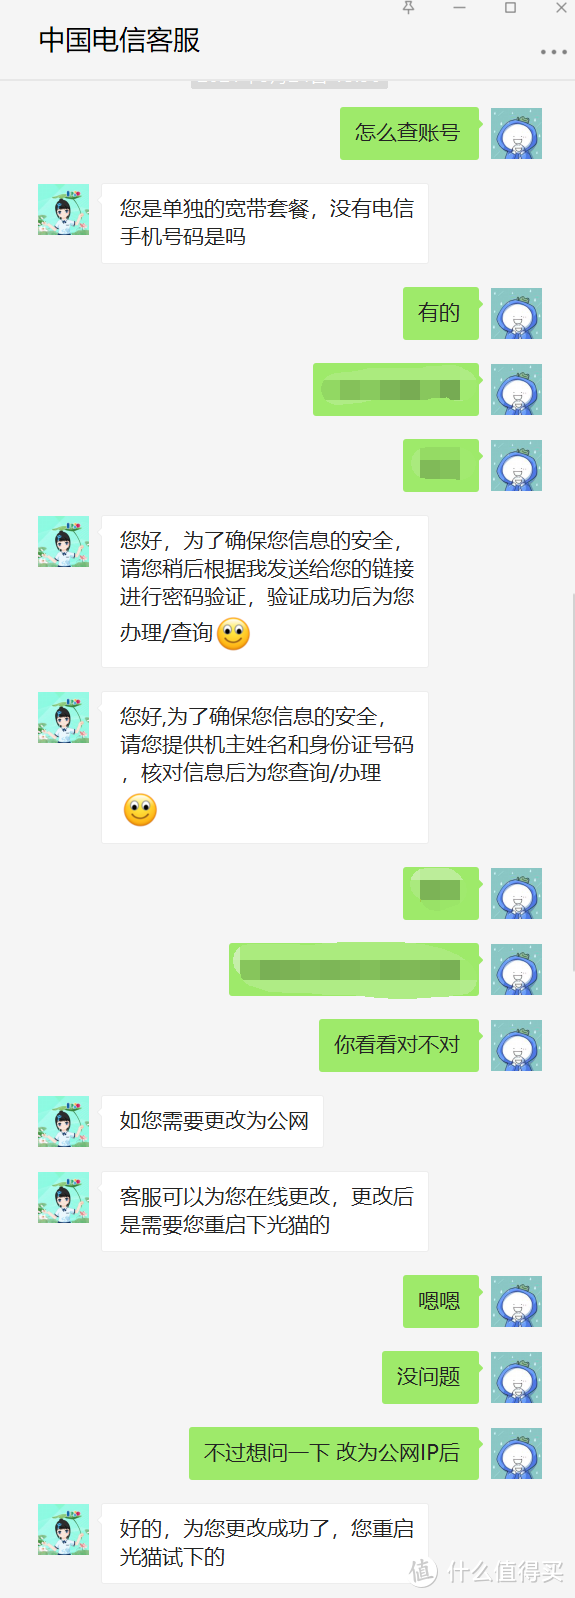 中国电信客服
怎么查账号
您是单独的宽带套餐，没有电信
手机号码是吗
有的
您好，为了确保您信息的安全，
请您稍后根据我发送给您的链接
进行密码验证，验证成功后为您
办理/查询
您好,为了确保您信息的安全，
请您提供机主姓名和身份证号码
，核对信息后为您查询/办理
你看看对不对
如您需要更改为公网
客服可以为您在线更改，更改后
是需要您重启下光猫的
嗯嗯
没问题
不过想问一下 改为公网IP后
好的，为您更改成功了，您重启
光猫试下的
值 什么值得买